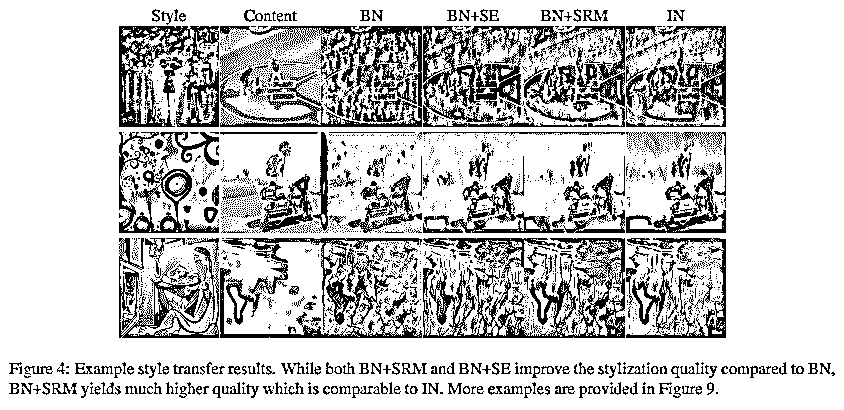 Style Content BN BN+SE BN+SRM IN
Figure 4: Example style transfer results. While both BN+SRM and BN+SE improve the stylization quality compared to BN,
BN+SRM yields much higher quality which is comparable to IN. More examples are provided in Figure 9.